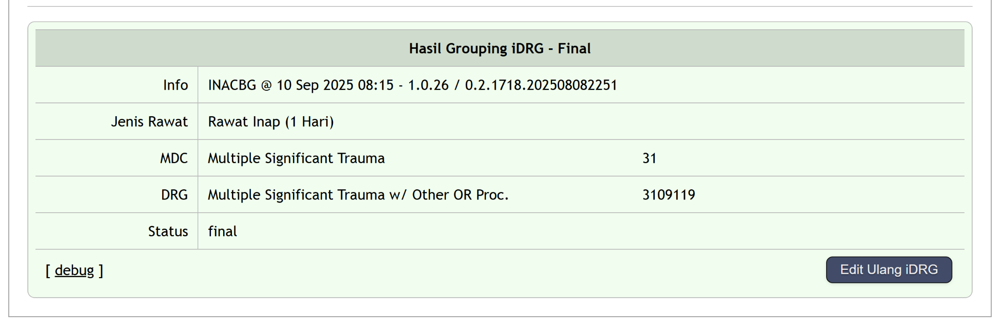 Hasil Grouping iDRG - Final
Info INACBG @ 10 Sep 2025 08:15 - 1.0.26 / 0.2.1718.202508082251
Jenis Rawat Rawat Inap (1 Hari)
MDC Multiple Significant Trauma 31
DRG Multiple Significant Trauma w/ Other OR Proc. 3109119
Status final
[ debug ] Edit Ulang iDRG